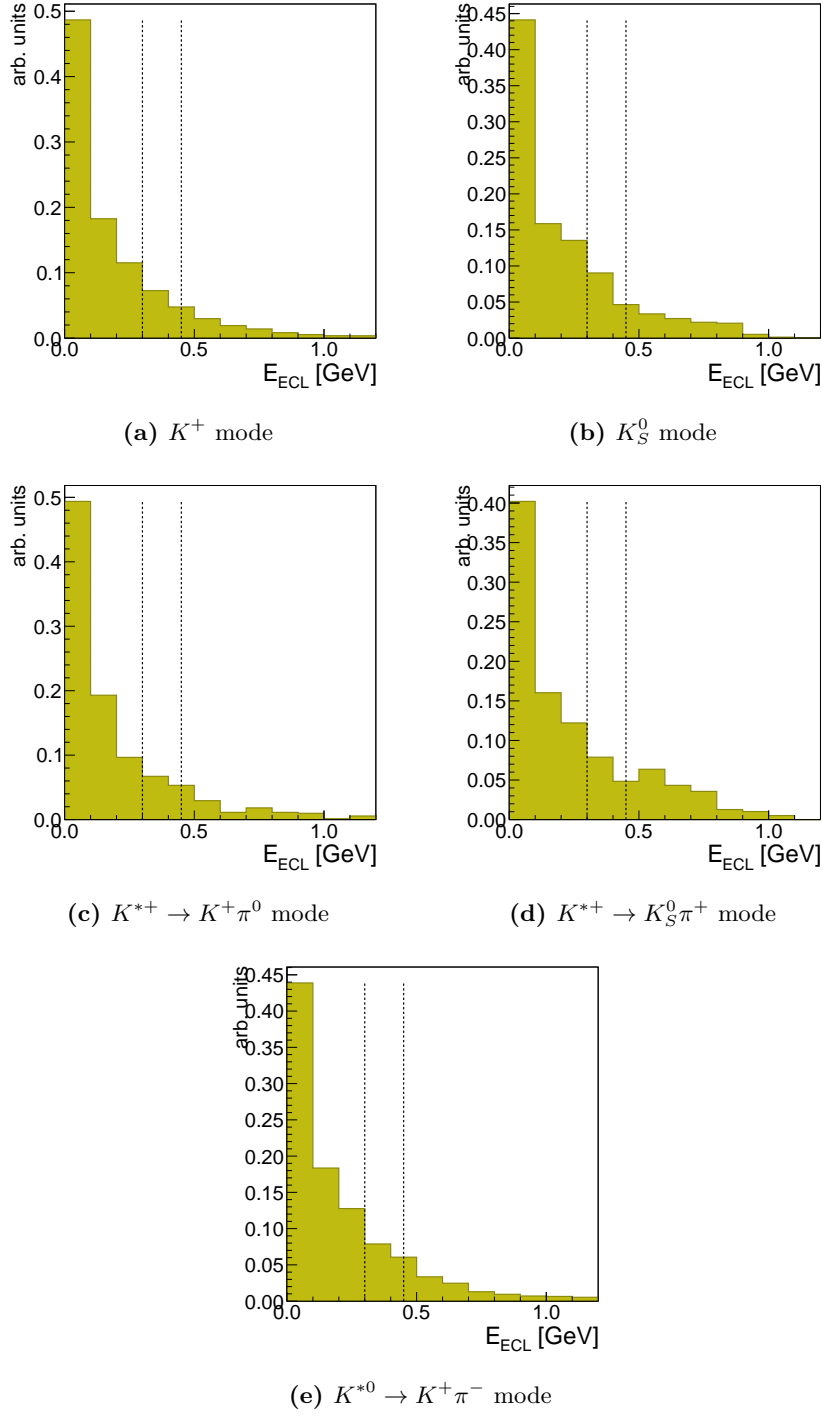 arb. units
0.5
0.4
0.3
0.2
0.1
0.0
0.0 0.5 1.0
E_ECL [GeV]
(a) K⁺ mode
arb. units
0.45
0.40
0.35
0.30
0.25
0.20
0.15
0.10
0.05
0.00
0.0 0.5 1.0
E_ECL [GeV]
(b) K_S⁰ mode
arb. units
0.5
0.4
0.3
0.2
0.1
0.0
0.0 0.5 1.0
E_ECL [GeV]
(c) K*⁺ → K⁺π⁰ mode
arb. units
0.40
0.35
0.30
0.25
0.20
0.15
0.10
0.05
0.00
0.0 0.5 1.0
E_ECL [GeV]
(d) K*⁺ → K_S⁰π⁺ mode
arb. units
0.45
0.40
0.35
0.30
0.25
0.20
0.15
0.10
0.05
0.00
0.0 0.5 1.0
E_ECL [GeV]
(e) K*⁰ → K⁺π⁻ mode